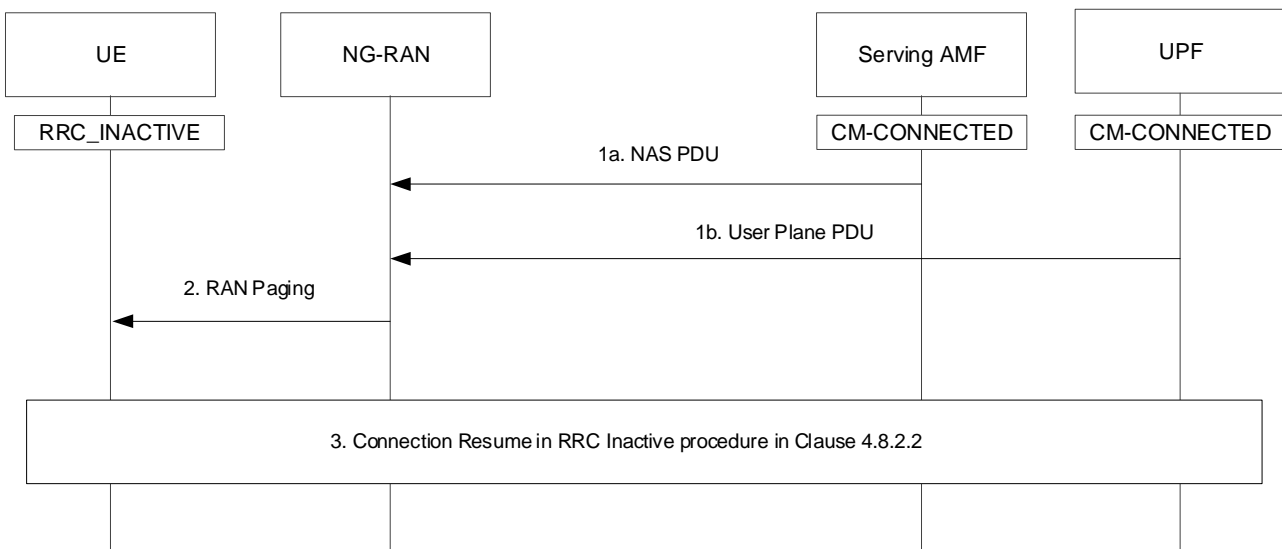 UE
NG-RAN
Serving AMF
UPF
RRC_INACTIVE
CM-CONNECTED
CM-CONNECTED
1a. NAS PDU
1b. User Plane PDU
2. RAN Paging
3. Connection Resume in RRC Inactive procedure in Clause 4.8.2.2